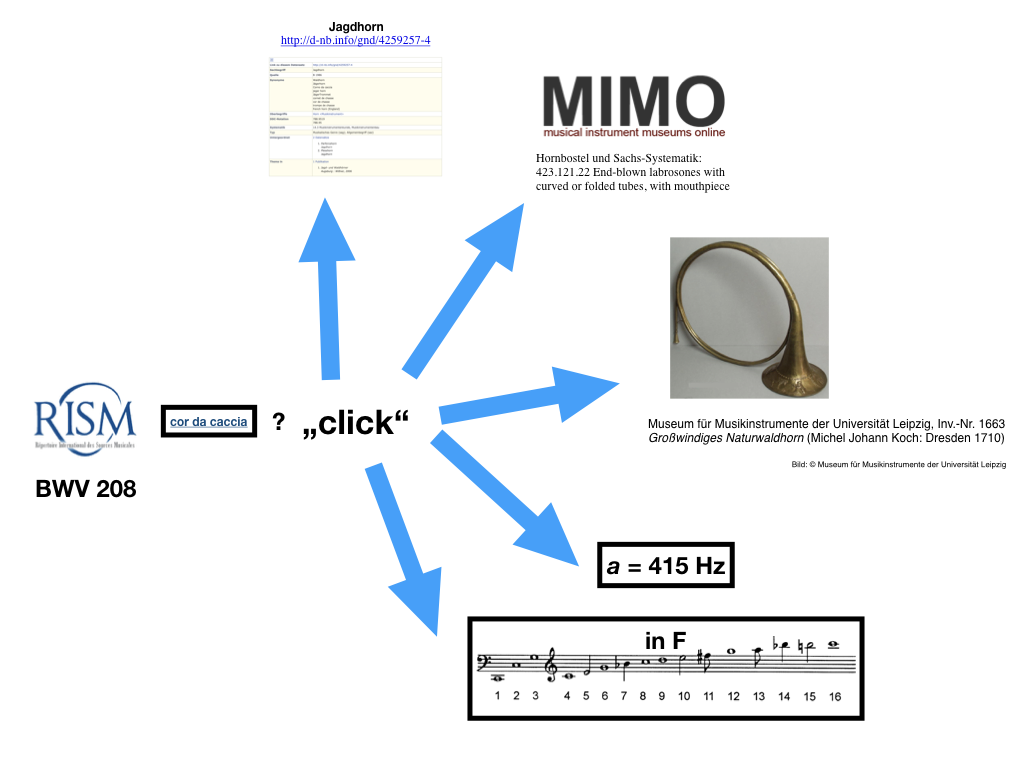 Jagdhorn
http://d-nb.info/gnd/4259257-4
MIMO
musical instrument museums online
Hornbostel und Sachs-Systematik:
423.121.22 End-blown labrosones with
curved or folded tubes, with mouthpiece
RISM
Répertoire International des Sources Musicales
BWV 208
cor da caccia
?
„click“
Museum für Musikinstrumente der Universität Leipzig, Inv.-Nr. 1663
Großwindiges Naturwaldhorn (Michel Johann Koch: Dresden 1710)
Bild: © Museum für Musikinstrumente der Universität Leipzig
a = 415 Hz
in F
1 2 3 4 5 6 7 8 9 10 11 12 13 14 15 16